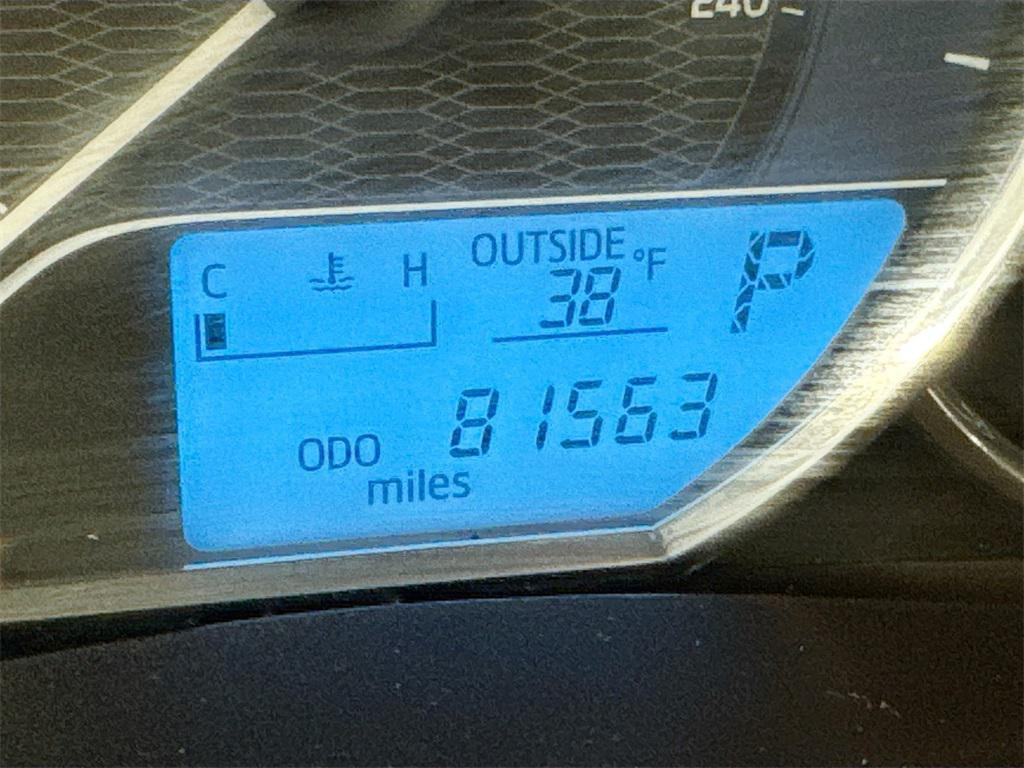 240
C H
OUTSIDE
38 °F
P
ODO 81563
miles